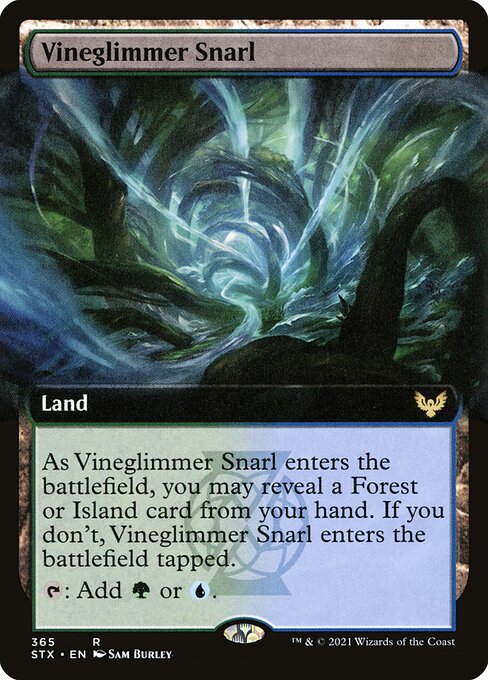 Vineglimmer Snarl
Land
As Vineglimmer Snarl enters the
battlefield, you may reveal a Forest
or Island card from your hand. If you
don't, Vineglimmer Snarl enters the
battlefield tapped.
: Add or .
365 R
STX • EN Sam Burley
™ & © 2021 Wizards of the Coast